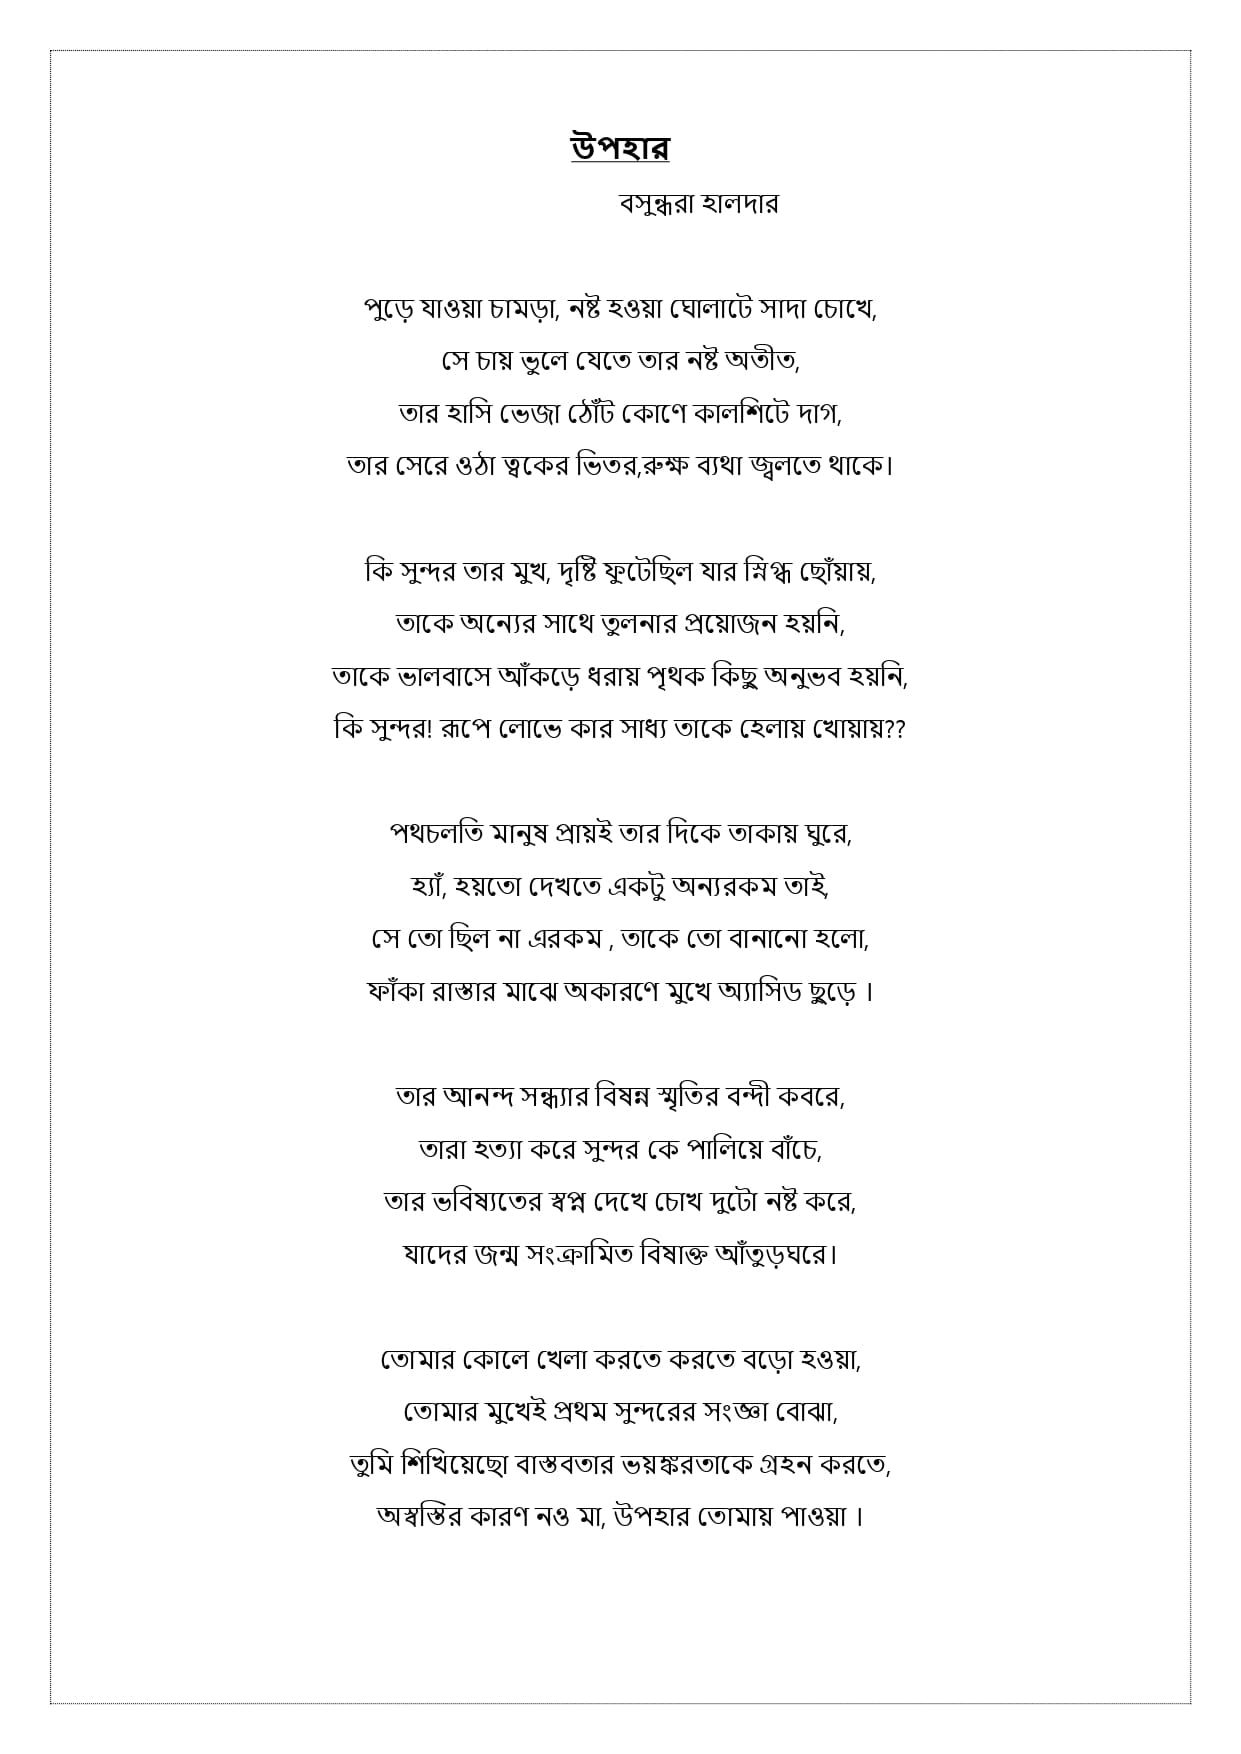 উপহার
বসুন্ধরা হালদার
পুড়ে যাওয়া চামড়া, নষ্ট হওয়া ঘোলাটে সাদা চোখে,
সে চায় ভুলে যেতে তার নষ্ট অতীত,
তার হাসি ভেজা ঠোঁট কোণে কালশিটে দাগ,
তার সেরে ওঠা ত্বকের ভিতর,রুক্ষ ব্যথা জ্বলতে থাকে।
কি সুন্দর তার মুখ, দৃষ্টি ফুটেছিল যার স্নিগ্ধ ছোঁয়ায়,
তাকে অন্যের সাথে তুলনার প্রয়োজন হয়নি,
তাকে ভালবাসে আঁকড়ে ধরায় পৃথক কিছু অনুভব হয়নি,
কি সুন্দর! রূপে লোভে কার সাধ্য তাকে হেলায় খোয়ায়??
পথচলতি মানুষ প্রায়ই তার দিকে তাকায় ঘুরে,
হ্যাঁ, হয়তো দেখতে একটু অন্যরকম তাই,
সে তো ছিল না এরকম , তাকে তো বানানো হলো,
ফাঁকা রাস্তার মাঝে অকারণে মুখে অ্যাসিড ছুড়ে ।
তার আনন্দ সন্ধ্যার বিষন্ন স্মৃতির বন্দী কবরে,
তারা হত্যা করে সুন্দর কে পালিয়ে বাঁচে,
তার ভবিষ্যতের স্বপ্ন দেখে চোখ দুটো নষ্ট করে,
যাদের জন্ম সংক্রামিত বিষাক্ত আঁতুড়ঘরে।
তোমার কোলে খেলা করতে করতে বড়ো হওয়া,
তোমার মুখেই প্রথম সুন্দরের সংজ্ঞা বোঝা,
তুমি শিখিয়েছো বাস্তবতার ভয়ঙ্করতাকে গ্রহন করতে,
অস্বস্তির কারণ নও মা, উপহার তোমায় পাওয়া ।